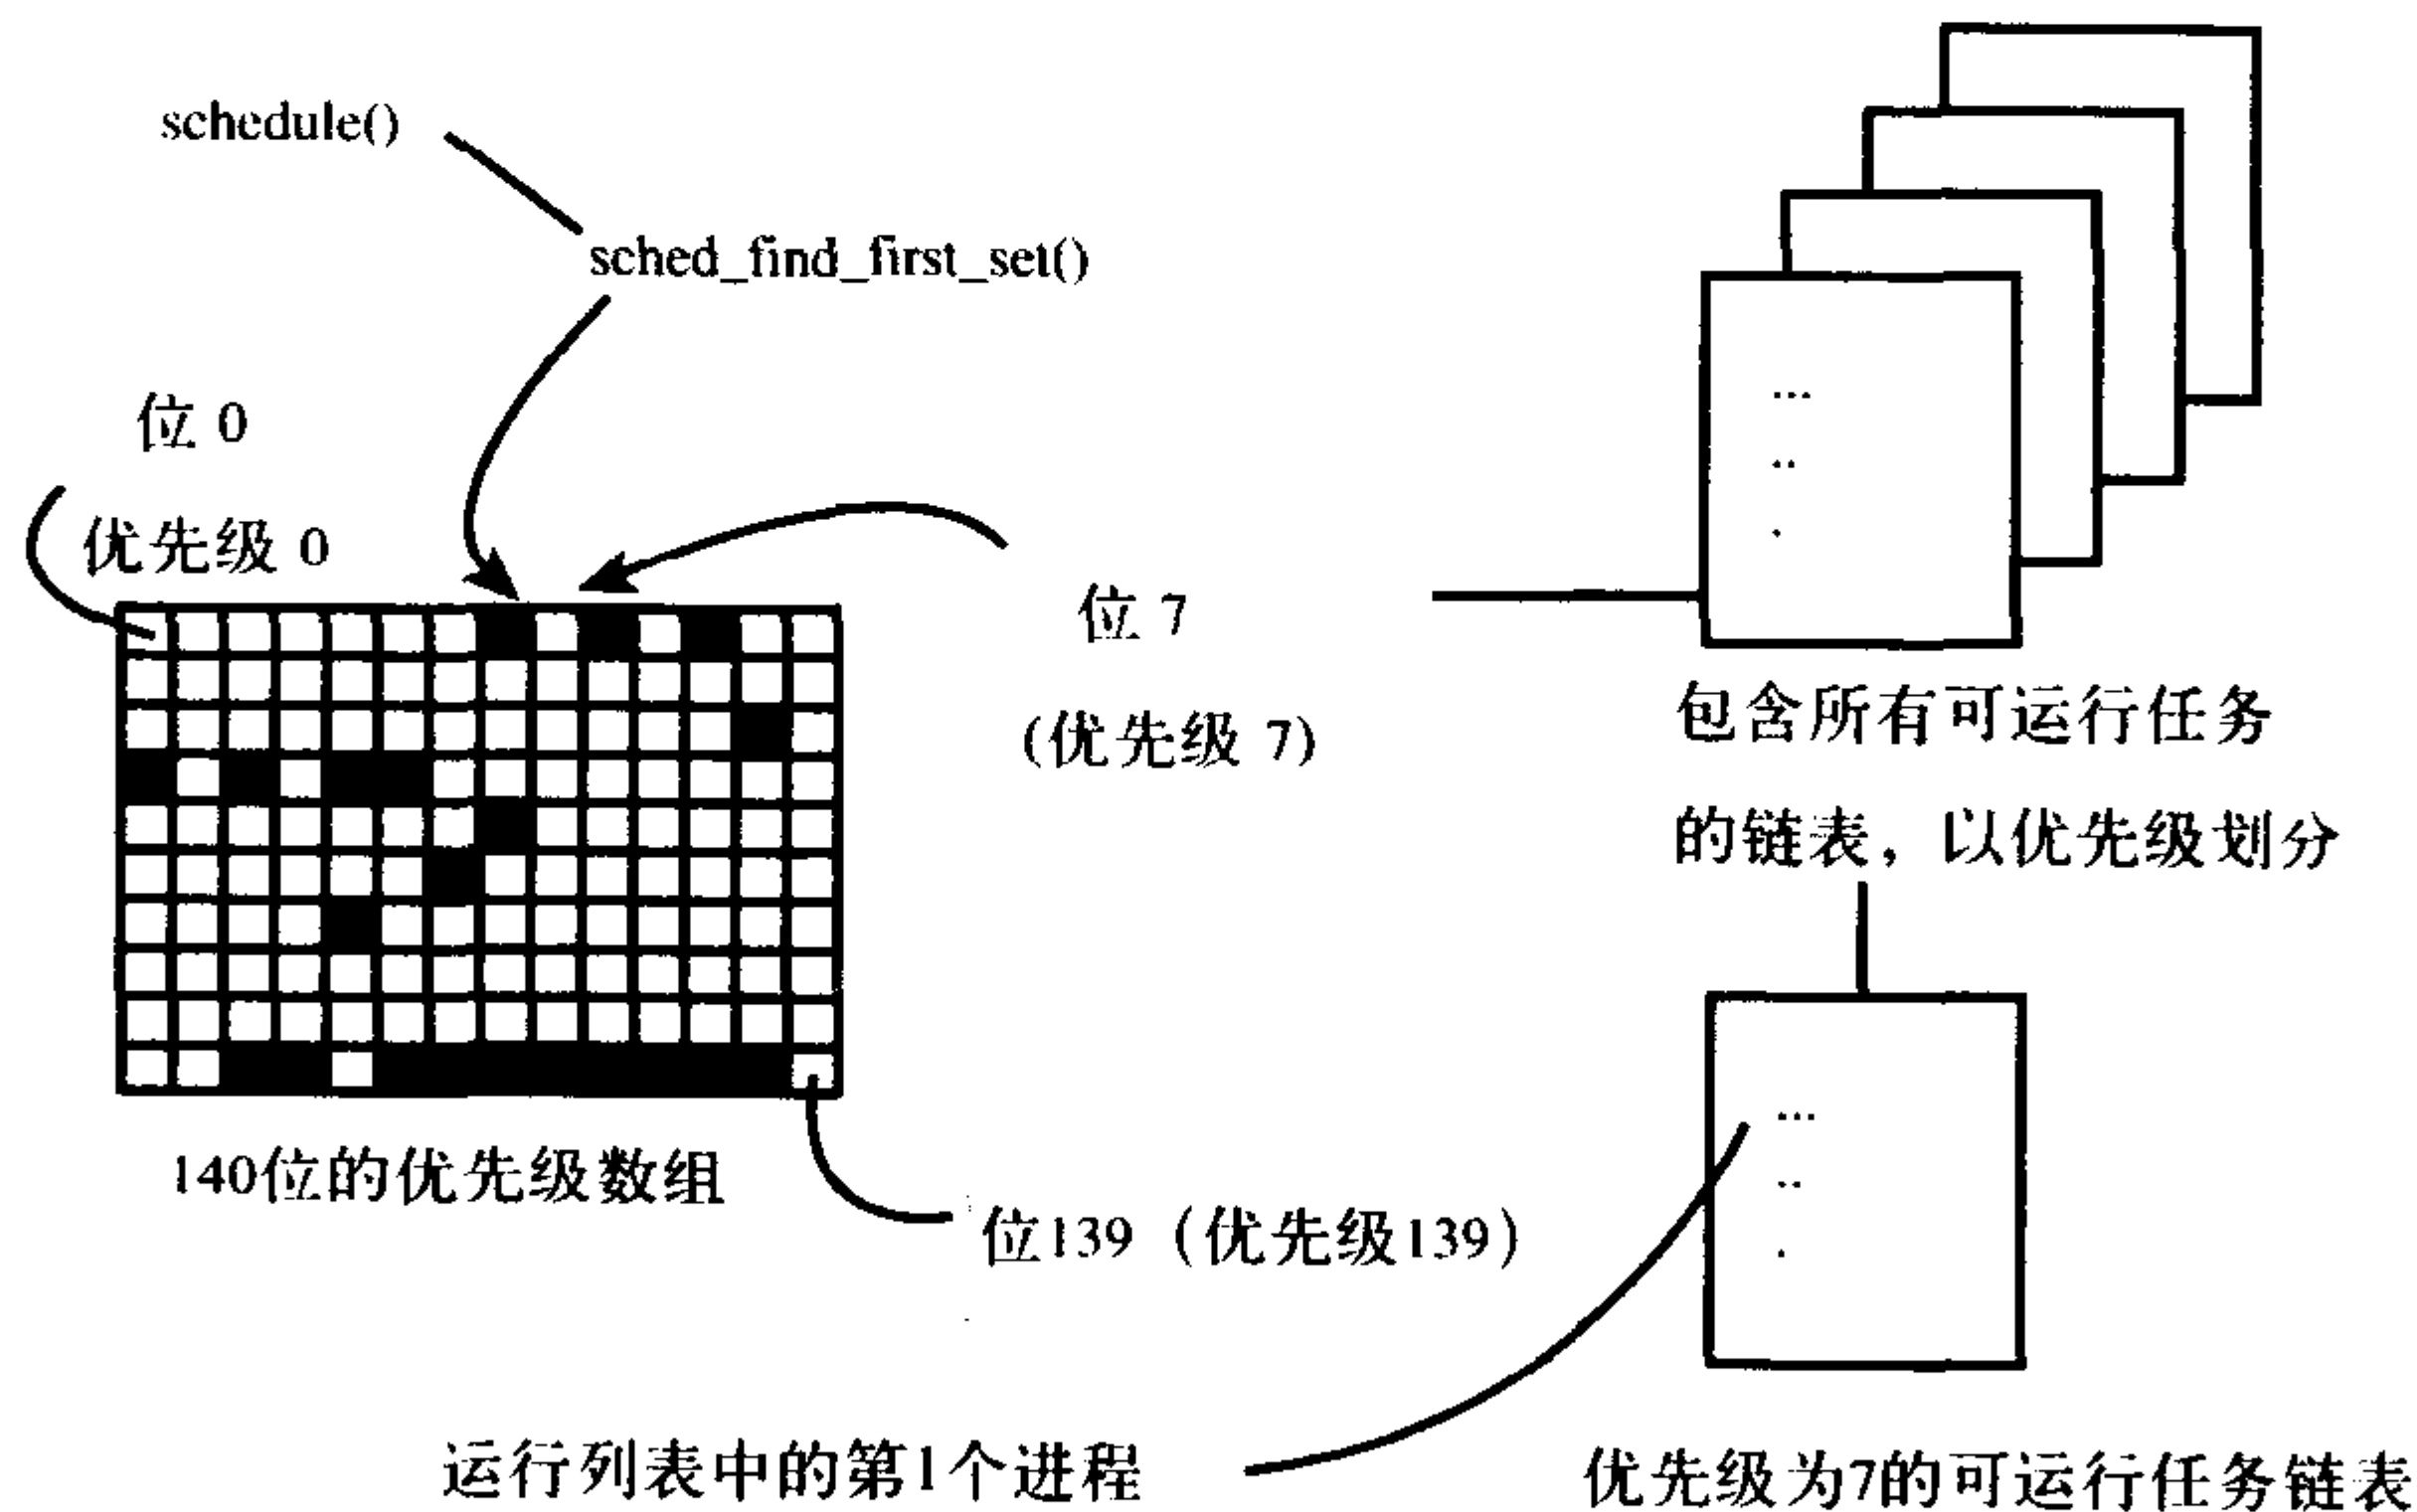 schedule()
sched_find_first_set()
位 0
优先级 0
位 7
(优先级 7)
包含所有可运行任务
的链表，以优先级划分
140位的优先级数组
位139（优先级139）
运行列表中的第1个进程
优先级为7的可运行任务链表